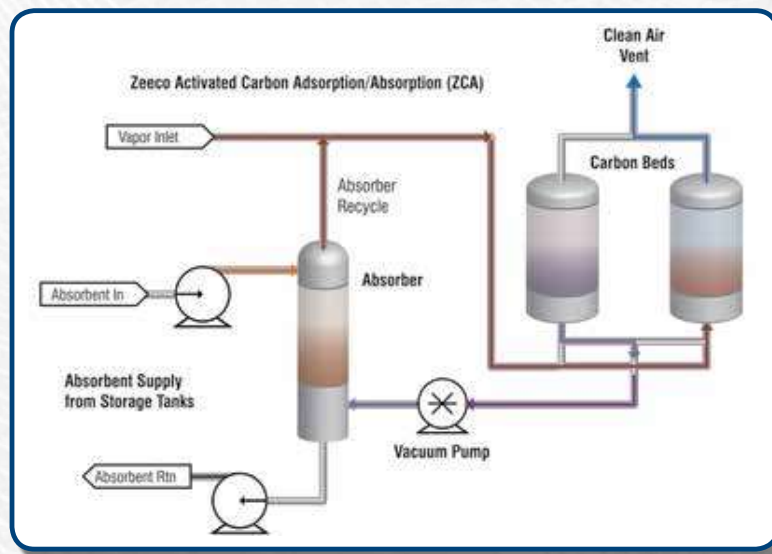 Clean Air
Vent
Zeeco Activated Carbon Adsorption/Absorption (ZCA)
Vapor Inlet
Carbon Beds
Absorber
Recycle
Absorber
Absorbent In
Absorbent Supply
from Storage Tanks
Vacuum Pump
Absorbent Rtn